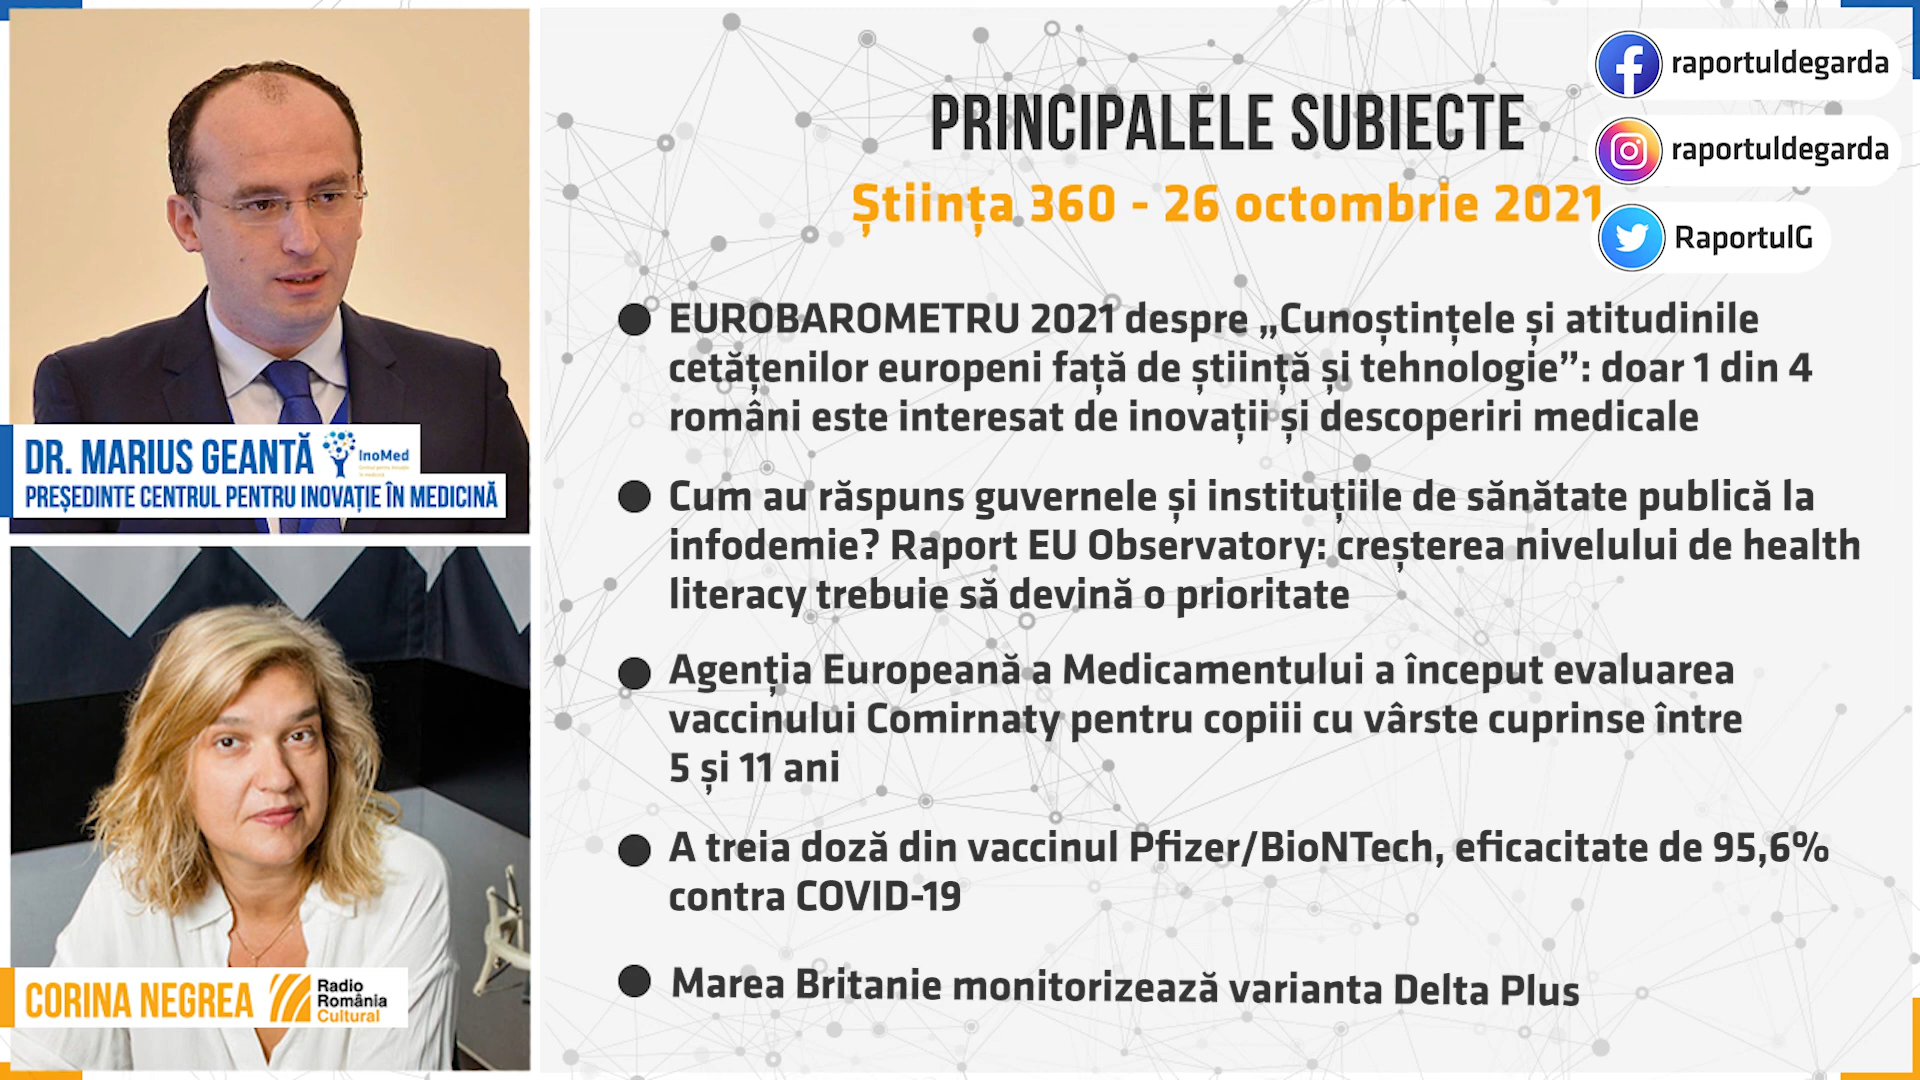 PRINCIPALELE SUBIECTE
Știința 360 - 26 octombrie 2021
raportuldegarda
raportuldegarda
RaportulG
● EUROBAROMETRU 2021 despre „Cunoștințele și atitudinile
cetățenilor europeni față de știință și tehnologie”: doar 1 din 4
români este interesat de inovații și descoperiri medicale
● Cum au răspuns guvernele și instituțiile de sănătate publică la
infodemie? Raport EU Observatory: creșterea nivelului de health
literacy trebuie să devină o prioritate
● Agenția Europeană a Medicamentului a început evaluarea
vaccinului Comirnaty pentru copiii cu vârste cuprinse între
5 și 11 ani
● A treia doză din vaccinul Pfizer/BioNTech, eficacitate de 95,6%
contra COVID-19
● Marea Britanie monitorizează varianta Delta Plus
DR. MARIUS GEANTĂ
InoMed
PREȘEDINTE CENTRUL PENTRU INOVAȚIE ÎN MEDICINĂ
CORINA NEGREA
Radio
România
Cultural